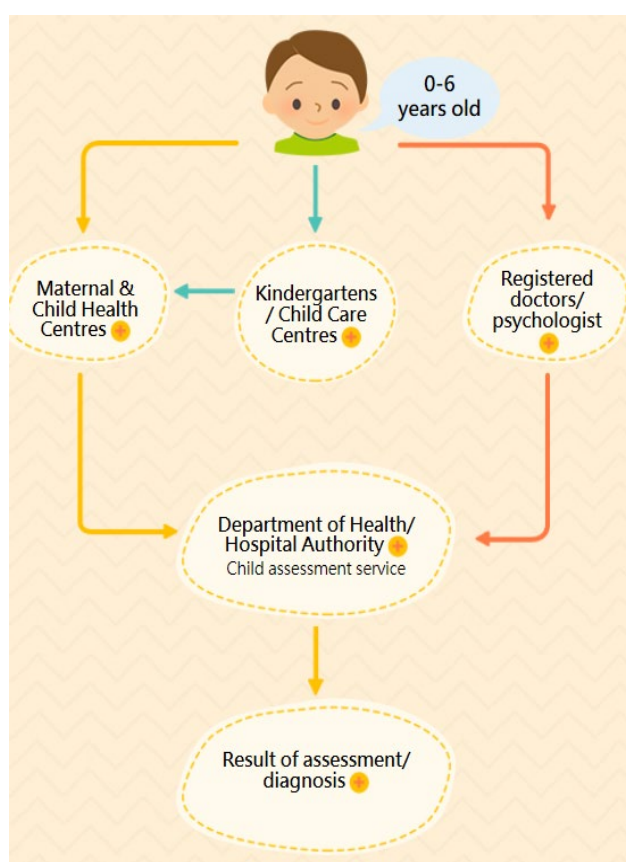 0-6
years old
Maternal &
Child Health
Centres
Kindergartens
/ Child Care
Centres
Registered
doctors/
psychologist
Department of Health/
Hospital Authority
Child assessment service
Result of assessment/
diagnosis